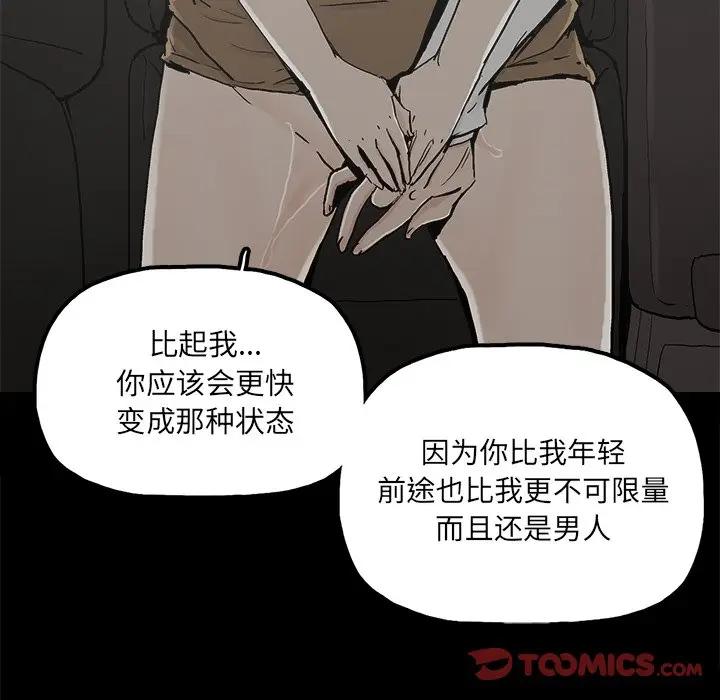 比起我...
你应该会更快
变成那种状态
因为你比我年轻
前途也比我更不可限量
而且还是男人
TOOMICS.COM